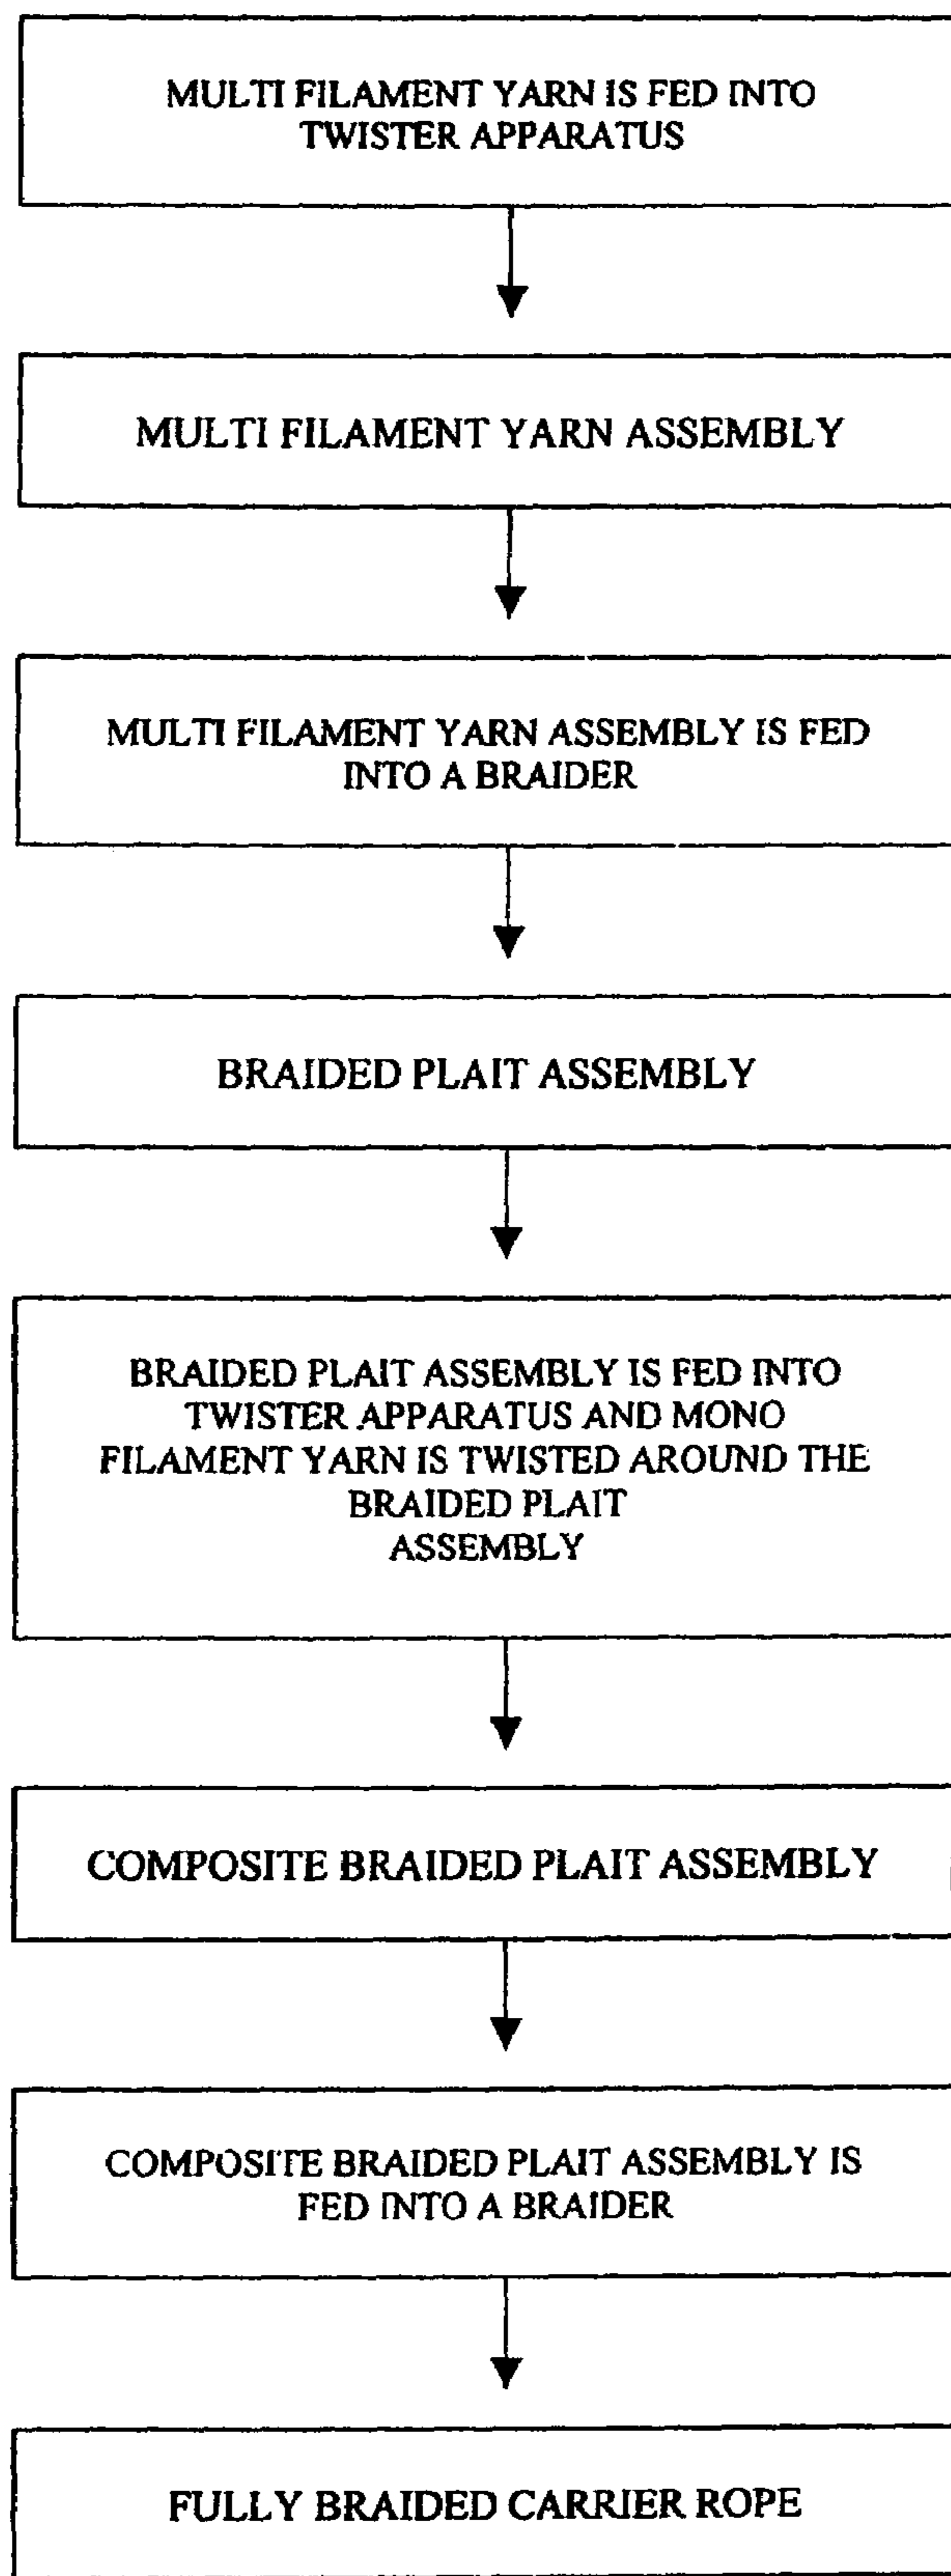 MULTI FILAMENT YARN IS FED INTO
TWISTER APPARATUS
MULTI FILAMENT YARN ASSEMBLY
MULTI FILAMENT YARN ASSEMBLY IS FED
INTO A BRAIDER
BRAIDED PLAIT ASSEMBLY
BRAIDED PLAIT ASSEMBLY IS FED INTO
TWISTER APPARATUS AND MONO
FILAMENT YARN IS TWISTED AROUND THE
BRAIDED PLAIT
ASSEMBLY
COMPOSITE BRAIDED PLAIT ASSEMBLY
COMPOSITE BRAIDED PLAIT ASSEMBLY IS
FED INTO A BRAIDER
FULLY BRAIDED CARRIER ROPE